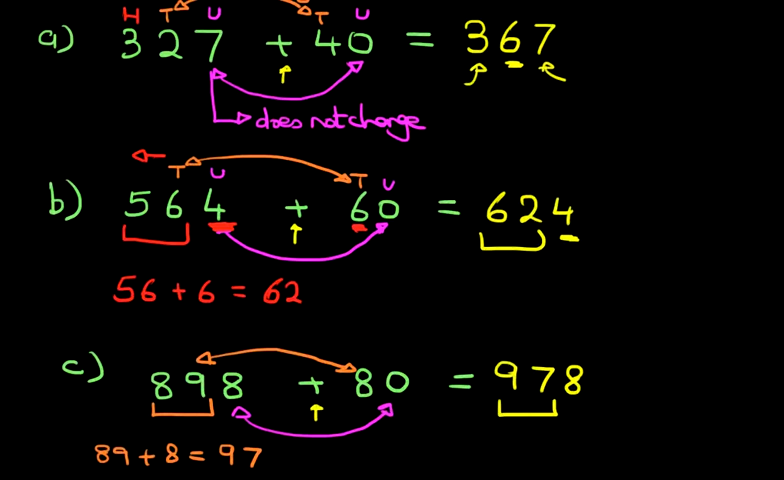 H T U T U
a) 327 + 40 = 367
does not change
T U T U
b) 564 + 60 = 624
56 + 6 = 62
c) 898 + 80 = 978
89 + 8 = 97